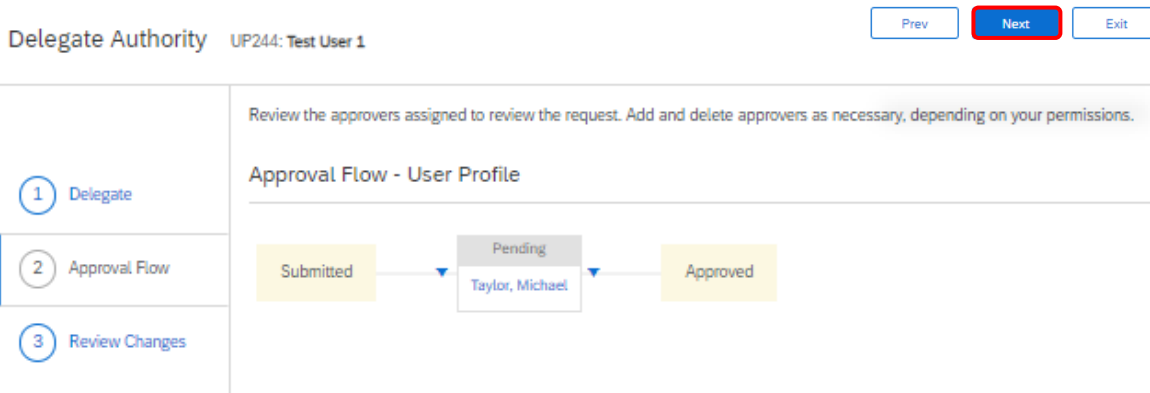 Delegate Authority UP244: Test User 1
Prev
Next
Exit
Review the approvers assigned to review the request. Add and delete approvers as necessary, depending on your permissions.
1 Delegate
2 Approval Flow
3 Review Changes
Approval Flow - User Profile
Submitted
Pending
Taylor, Michael
Approved